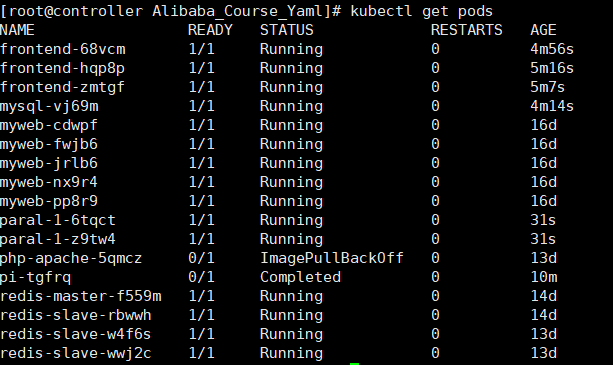 [root@controller Alibaba_Course_Yaml]# kubectl get pods
NAME READY STATUS RESTARTS AGE
frontend-68vcm 1/1 Running 0 4m56s
frontend-hqp8p 1/1 Running 0 5m16s
frontend-zmtgf 1/1 Running 0 5m7s
mysql-vj69m 1/1 Running 0 4m14s
myweb-cdwpf 1/1 Running 0 16d
myweb-fwjb6 1/1 Running 0 16d
myweb-jrlb6 1/1 Running 0 16d
myweb-nx9r4 1/1 Running 0 16d
myweb-pp8r9 1/1 Running 0 16d
paral-1-6tqct 1/1 Running 0 31s
paral-1-z9tw4 1/1 Running 0 31s
php-apache-5qmcz 0/1 ImagePullBackOff 0 13d
pi-tgfrq 0/1 Completed 0 10m
redis-master-f559m 1/1 Running 0 14d
redis-slave-rbwwh 1/1 Running 0 14d
redis-slave-w4f6s 1/1 Running 0 13d
redis-slave-wwj2c 1/1 Running 0 13d